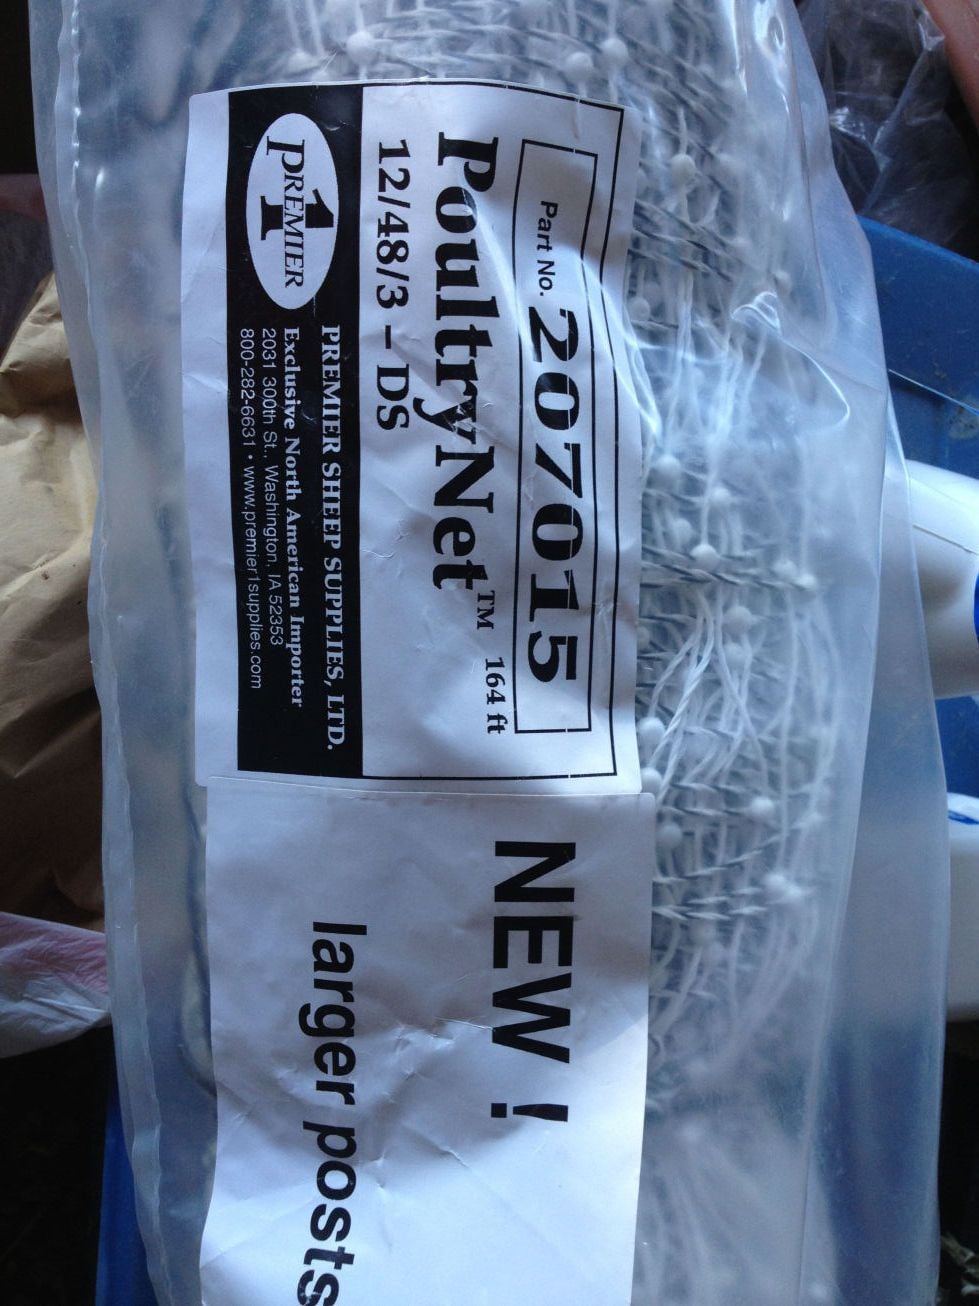 Part No. 207015
PoultryNet™ 164 ft
12/48/3 – DS
1
PREMIER
PREMIER SHEEP SUPPLIES, LTD.
Exclusive North American Importer
2031 300th St., Washington, IA 52353
800-282-6631 • www.premier1supplies.com
NEW !
larger posts